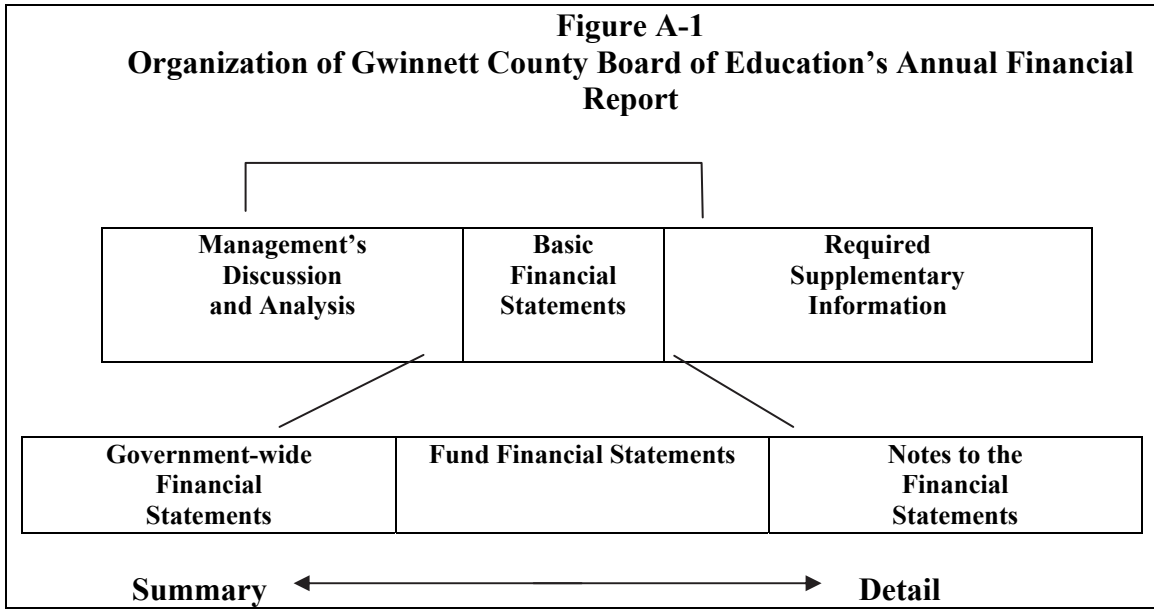 Figure A-1
Organization of Gwinnett County Board of Education’s Annual Financial
Report
Management’s
Discussion
and Analysis
Basic
Financial
Statements
Required
Supplementary
Information
Government-wide
Financial
Statements
Fund Financial Statements
Notes to the
Financial
Statements
Summary
Detail